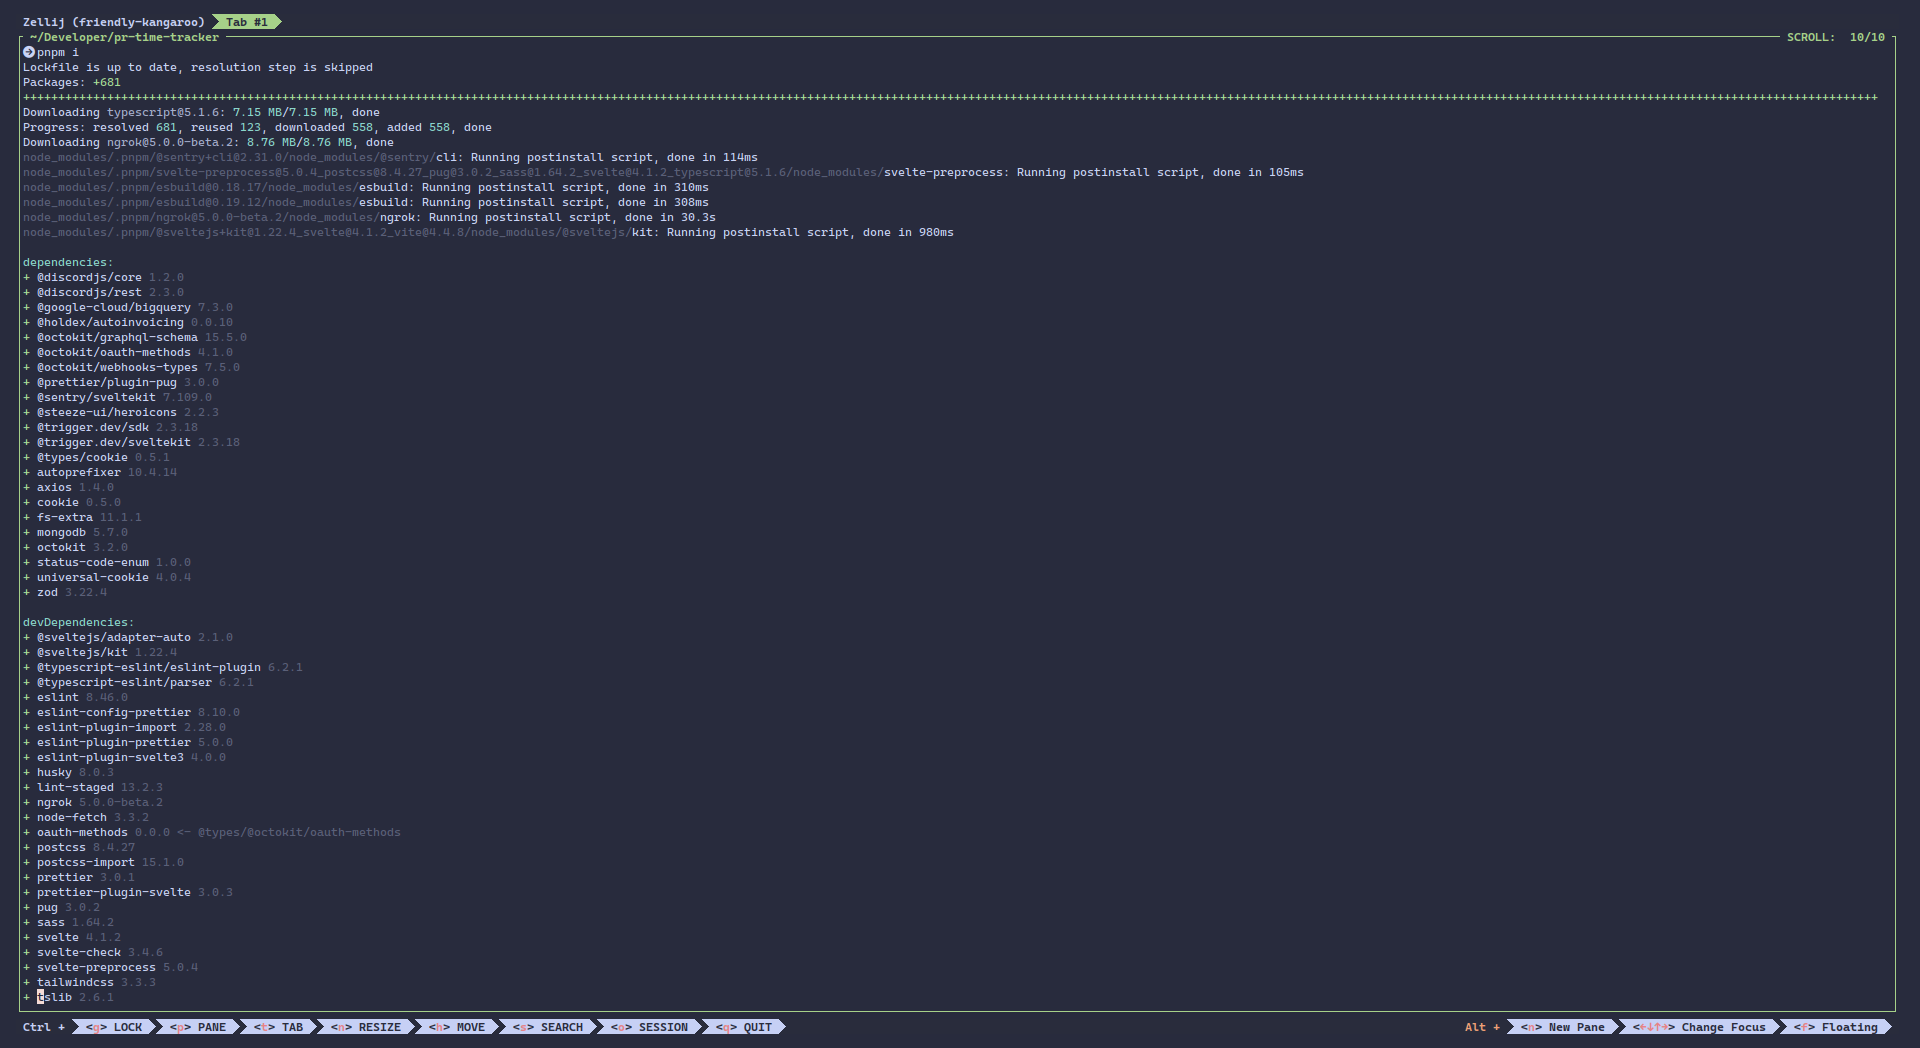 Zellij (friendly-kangaroo) Tab #1
~/Developer/pr-time-tracker SCROLL: 10/10
pnpm i
Lockfile is up to date, resolution step is skipped
Packages: +681
Downloading typescript@5.1.6: 7.15 MB/7.15 MB, done
Progress: resolved 681, reused 123, downloaded 558, added 558, done
Downloading ngrok@5.0.0-beta.2: 8.76 MB/8.76 MB, done
node_modules/.pnpm/@sentry+cli@2.31.0/node_modules/@sentry/cli: Running postinstall script, done in 114ms
node_modules/.pnpm/svelte-preprocess@5.0.4_postcss@8.4.27_pug@3.0.2_sass@1.64.2_svelte@4.1.2_typescript@5.1.6/node_modules/svelte-preprocess: Running postinstall script, done in 105ms
node_modules/.pnpm/esbuild@0.18.17/node_modules/esbuild: Running postinstall script, done in 310ms
node_modules/.pnpm/esbuild@0.19.12/node_modules/esbuild: Running postinstall script, done in 308ms
node_modules/.pnpm/ngrok@5.0.0-beta.2/node_modules/ngrok: Running postinstall script, done in 30.3s
node_modules/.pnpm/@sveltejs+kit@1.22.4_svelte@4.1.2_vite@4.4.8/node_modules/@sveltejs/kit: Running postinstall script, done in 980ms
dependencies:
+ @discordjs/core 1.2.0
+ @discordjs/rest 2.3.0
+ @google-cloud/bigquery 7.3.0
+ @holdex/autoinvoicing 0.0.10
+ @octokit/graphql-schema 15.5.0
+ @octokit/oauth-methods 4.1.0
+ @octokit/webhooks-types 7.5.0
+ @prettier/plugin-pug 3.0.0
+ @sentry/sveltekit 7.109.0
+ @steeze-ui/heroicons 2.2.3
+ @trigger.dev/sdk 2.3.18
+ @trigger.dev/sveltekit 2.3.18
+ @types/cookie 0.5.1
+ autoprefixer 10.4.14
+ axios 1.4.0
+ cookie 0.5.0
+ fs-extra 11.1.1
+ mongodb 5.7.0
+ octokit 3.2.0
+ status-code-enum 1.0.0
+ universal-cookie 4.0.4
+ zod 3.22.4
devDependencies:
+ @sveltejs/adapter-auto 2.1.0
+ @sveltejs/kit 1.22.4
+ @typescript-eslint/eslint-plugin 6.2.1
+ @typescript-eslint/parser 6.2.1
+ eslint 8.46.0
+ eslint-config-prettier 8.10.0
+ eslint-plugin-import 2.28.0
+ eslint-plugin-prettier 5.0.0
+ eslint-plugin-svelte3 4.0.0
+ husky 8.0.3
+ lint-staged 13.2.3
+ ngrok 5.0.0-beta.2
+ node-fetch 3.3.2
+ oauth-methods 0.0.0 <- @types/@octokit/oauth-methods
+ postcss 8.4.27
+ postcss-import 15.1.0
+ prettier 3.0.1
+ prettier-plugin-svelte 3.0.3
+ pug 3.0.2
+ sass 1.64.2
+ svelte 4.1.2
+ svelte-check 3.4.6
+ svelte-preprocess 5.0.4
+ tailwindcss 3.3.3
+ tslib 2.6.1
Ctrl + <g> LOCK <p> PANE <t> TAB <n> RESIZE <h> MOVE <s> SEARCH <o> SESSION <q> QUIT Alt + <n> New Pane <←↓↑→> Change Focus <f> Floating